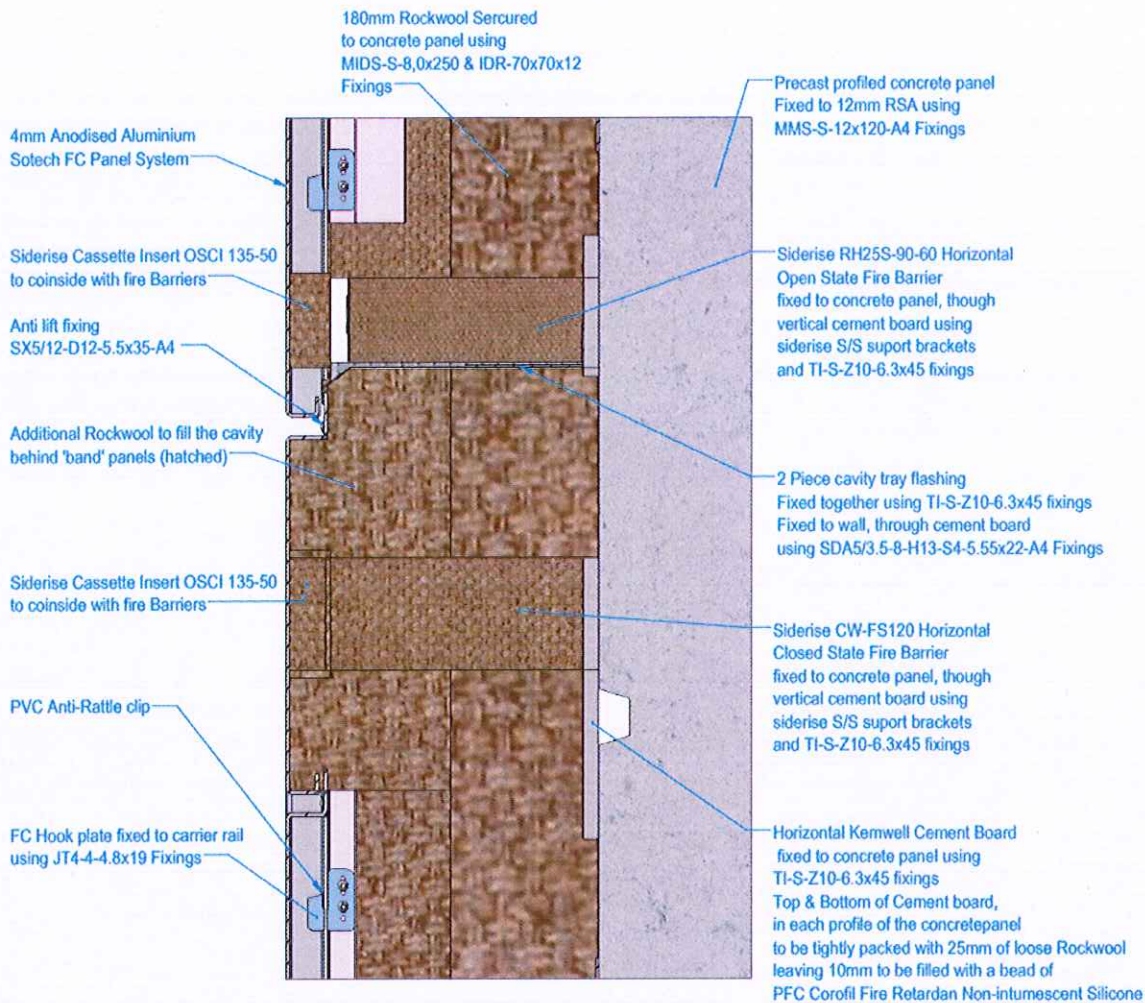 180mm Rockwool Sercured
to concrete panel using
MIDS-S-8,0x250 & IDR-70x70x12
Fixings
4mm Anodised Aluminium
Sotech FC Panel System
Siderise Cassette Insert OSCI 135-50
to coinside with fire Barriers
Anti lift fixing
SX5/12-D12-5.5x35-A4
Additional Rockwool to fill the cavity
behind 'band' panels (hatched)
Siderise Cassette Insert OSCI 135-50
to coinside with fire Barriers
PVC Anti-Rattle clip
FC Hook plate fixed to carrier rail
using JT4-4-4.8x19 Fixings
Precast profiled concrete panel
Fixed to 12mm RSA using
MMS-S-12x120-A4 Fixings
Siderise RH25S-90-60 Horizontal
Open State Fire Barrier
fixed to concrete panel, though
vertical cement board using
siderise S/S suport brackets
and TI-S-Z10-6.3x45 fixings
2 Piece cavity tray flashing
Fixed together using TI-S-Z10-6.3x45 fixings
Fixed to wall, through cement board
using SDA5/3.5-8-H13-S4-5.55x22-A4 Fixings
Siderise CW-FS120 Horizontal
Closed State Fire Barrier
fixed to concrete panel, though
vertical cement board using
siderise S/S suport brackets
and TI-S-Z10-6.3x45 fixings
Horizontal Kemwell Cement Board
fixed to concrete panel using
TI-S-Z10-6.3x45 fixings
Top & Bottom of Cement board,
in each profile of the concretepanel
to be tightly packed with 25mm of loose Rockwool
leaving 10mm to be filled with a bead of
PFC Corofil Fire Retardan Non-intumescent Silicone